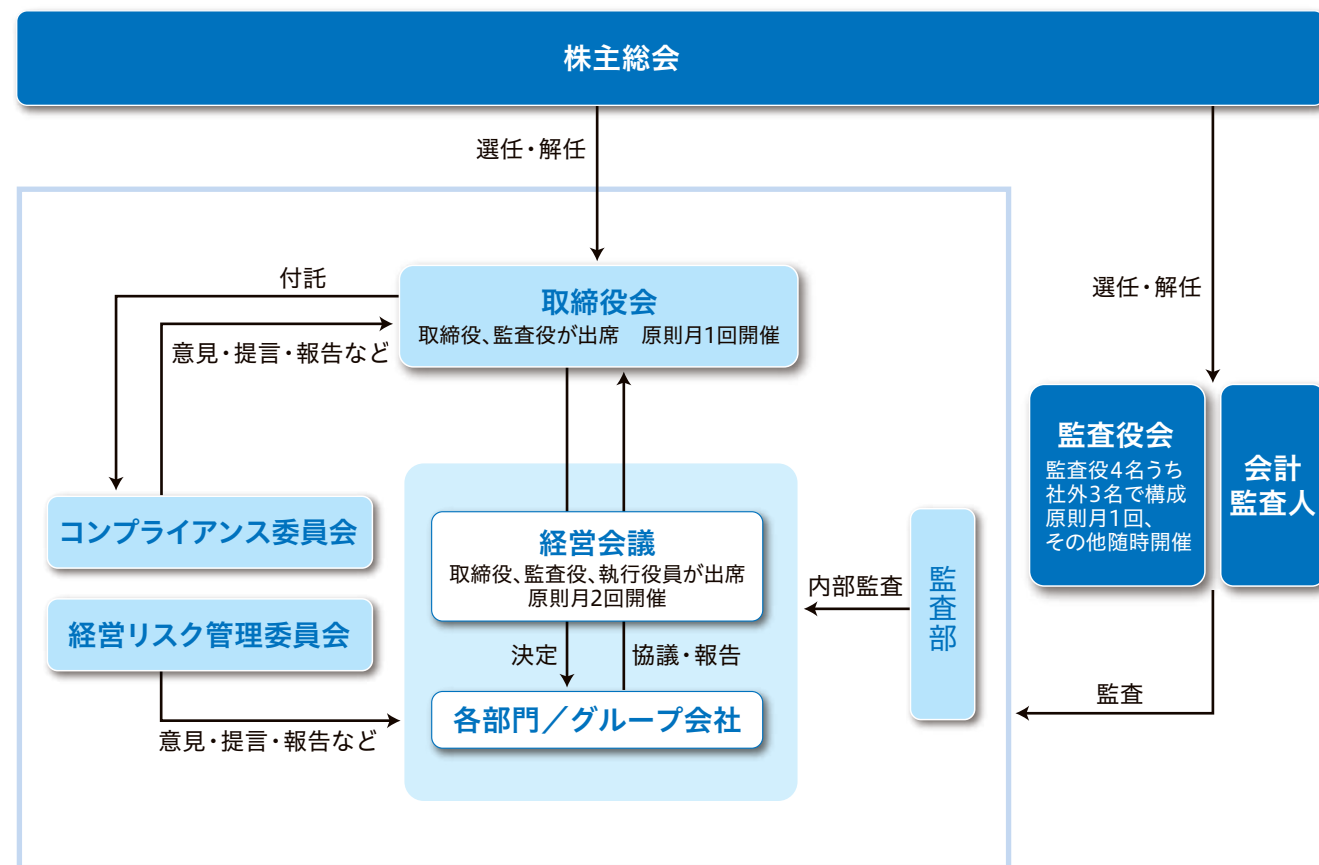 株主総会
選任・解任
付託
取締役会
取締役、監査役が出席　原則月1回開催
意見・提言・報告など
選任・解任
監査役会
監査役4名うち
社外3名で構成
原則月1回、
その他随時開催
会計
監査人
コンプライアンス委員会
経営会議
取締役、監査役、執行役員が出席
原則月2回開催
内部監査
監査部
経営リスク管理委員会
決定
協議・報告
各部門／グループ会社
意見・提言・報告など
監査